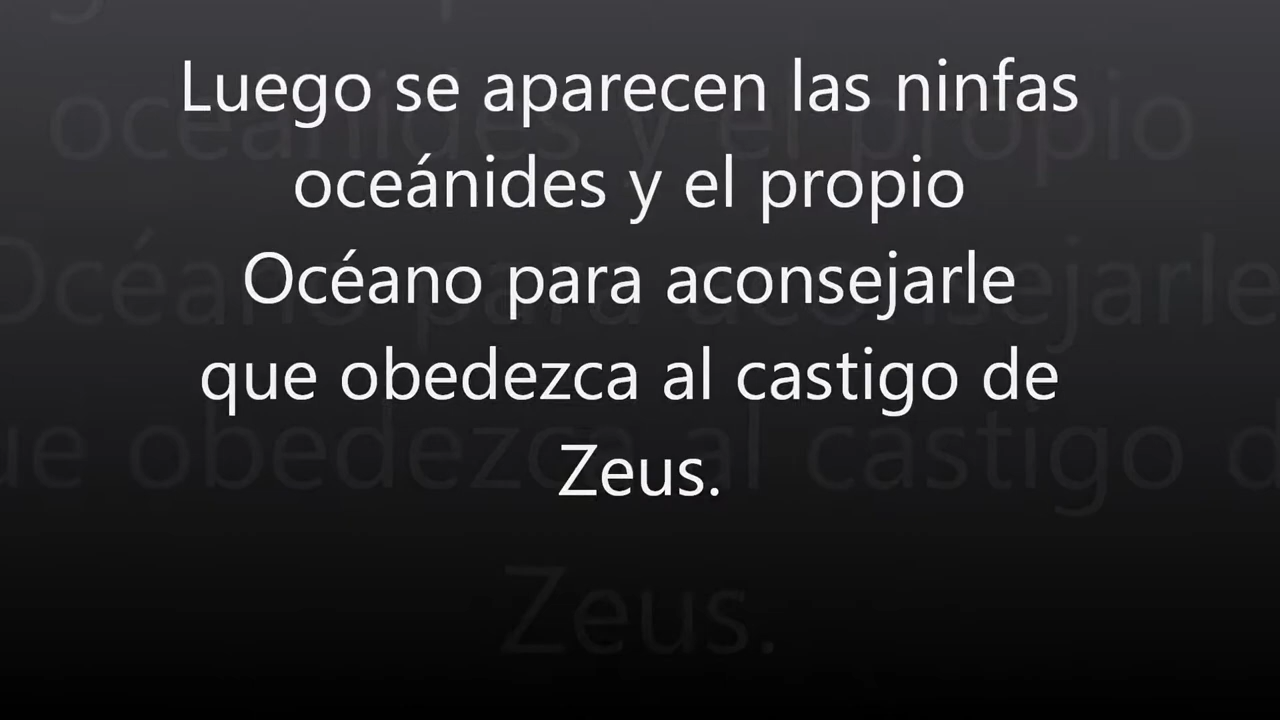 Luego se aparecen las ninfas
oceánides y el propio
Océano para aconsejarle
que obedezca al castigo de
Zeus.